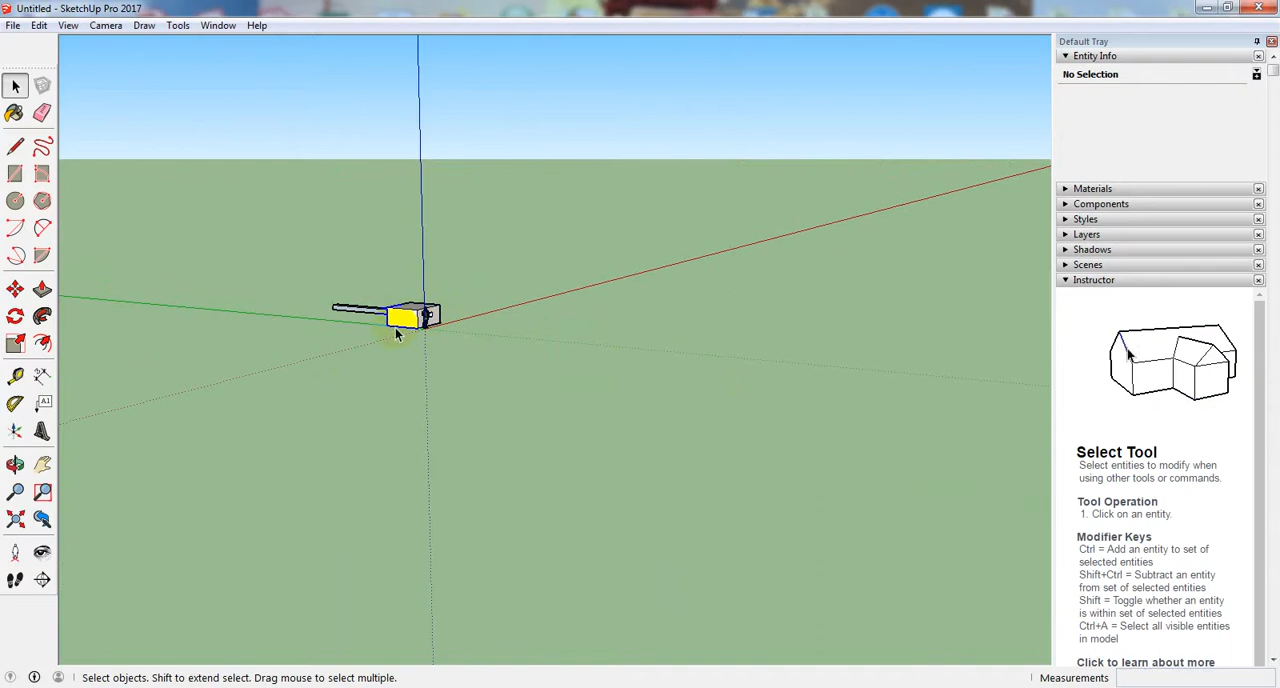 Untitled - SketchUp Pro 2017
File Edit View Camera Draw Tools Window Help
Default Tray
Entity Info
No Selection
Materials
Components
Styles
Layers
Shadows
Scenes
Instructor
A1
Select Tool
Select entities to modify when
using other tools or commands.
Tool Operation
1. Click on an entity.
Modifier Keys
Ctrl = Add an entity to set of
selected entities
Shift+Ctrl = Subtract an entity
from set of selected entities
Shift = Toggle whether an entity
is within set of selected entities
Ctrl+A = Select all visible entities
in model
Click to learn about more
Select objects. Shift to extend select. Drag mouse to select multiple.
Measurements